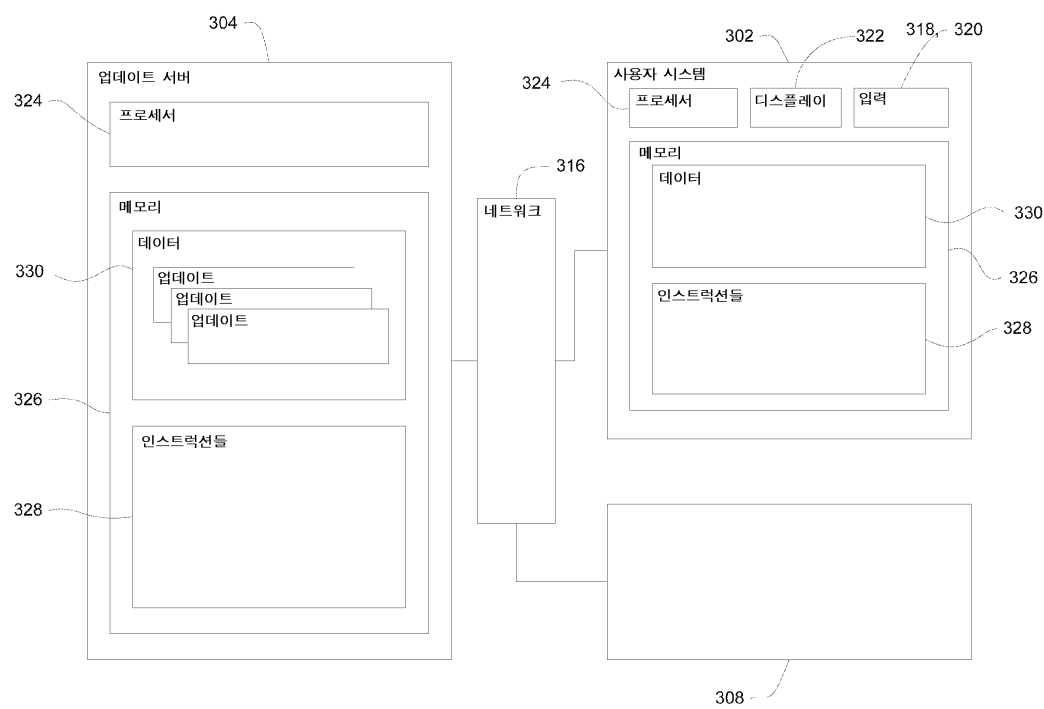 304
업데이트 서버
324
프로세서
메모리
데이터
330
업데이트
업데이트
업데이트
326
인스트럭션들
328
316
네트워크
302
322
318, 320
사용자 시스템
324
프로세서
디스플레이
입력
메모리
데이터
330
326
인스트럭션들
328
308